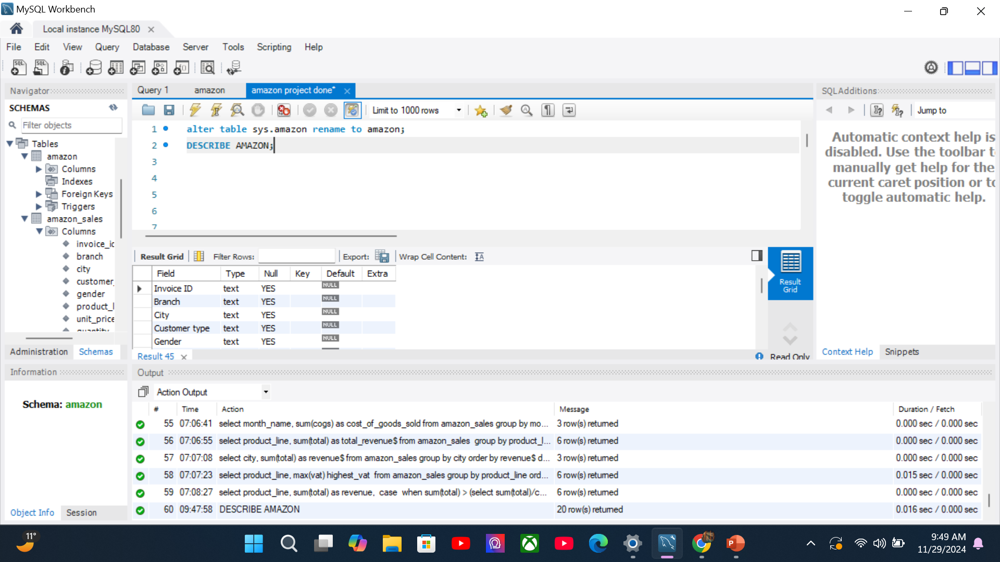 MySQL Workbench
Local instance MySQL80
File Edit View Query Database Server Tools Scripting Help
Navigator
SCHEMAS
Filter objects
Tables
amazon
Columns
Indexes
Foreign Keys
Triggers
amazon_sales
Columns
invoice_ic
branch
city
customer_
gender
product_l
unit_price
quantity
Administration Schemas
Information
Schema: amazon
Object Info Session
Query 1 amazon amazon project done*
Limit to 1000 rows
1 alter table sys.amazon rename to amazon;
2 DESCRIBE AMAZON;
3
4
5
6
7
Result Grid Filter Rows: Export: Wrap Cell Content:
Field Type Null Key Default Extra
Invoice ID text YES NULL
Branch text YES NULL
City text YES NULL
Customer type text YES NULL
Gender text YES NULL
Result 45
Result
Grid
Read Only
SQLAdditions
Jump to
Automatic context help is
disabled. Use the toolbar t
manually get help for the
current caret position or to
toggle automatic help.
Context Help Snippets
Output
Action Output
# Time Action Message Duration / Fetch
55 07:06:41 select month_name, sum(cogs) as cost_of_goods_sold from amazon_sales group by mo... 3 row(s) returned 0.000 sec / 0.000 sec
56 07:06:55 select product_line, sum(total) as total_revenue$ from amazon_sales group by product_l... 6 row(s) returned 0.000 sec / 0.000 sec
57 07:07:08 select city, sum(total) as revenue$ from amazon_sales group by city order by revenue$ d... 3 row(s) returned 0.000 sec / 0.000 sec
58 07:07:23 select product_line, max(vat) highest_vat from amazon_sales group by product_line ord... 6 row(s) returned 0.015 sec / 0.000 sec
59 07:08:27 select product_line, sum(total) as revenue, case when sum(total) > (select sum(total)/c... 6 row(s) returned 0.000 sec / 0.000 sec
60 09:47:58 DESCRIBE AMAZON 20 row(s) returned 0.016 sec / 0.000 sec
11°
9:49 AM
11/29/2024